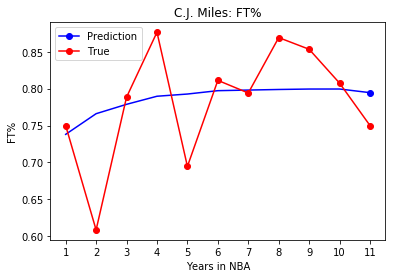 C.J. Miles: FT%
Prediction
True
FT%
0.85
0.80
0.75
0.70
0.65
0.60
1 2 3 4 5 6 7 8 9 10 11
Years in NBA